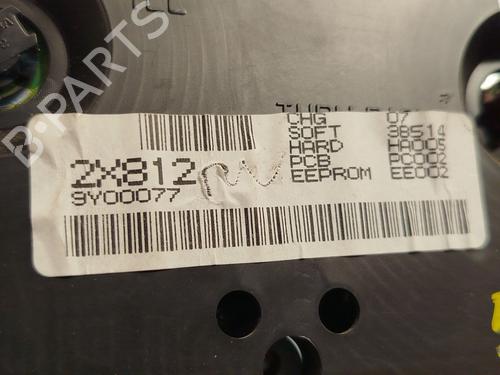 CHG 07
SOFT 38514
HARD HA005
PCB PC002
EEPROM EE002
2X812
9Y00077
B-PARTS